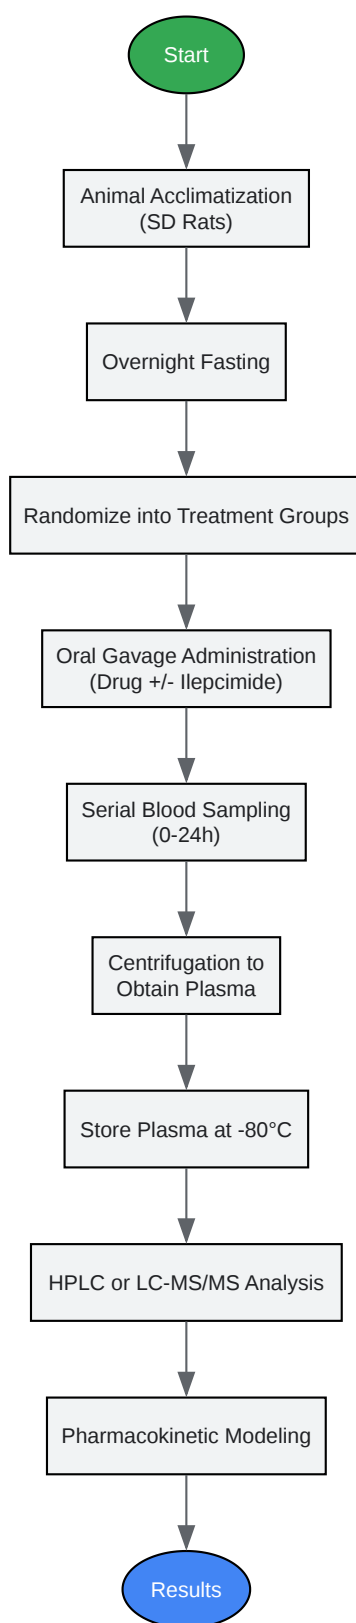 Start
Animal Acclimatization
(SD Rats)
Overnight Fasting
Randomize into Treatment Groups
Oral Gavage Administration
(Drug +/- Ilepcimide)
Serial Blood Sampling
(0-24h)
Centrifugation to
Obtain Plasma
Store Plasma at -80°C
HPLC or LC-MS/MS Analysis
Pharmacokinetic Modeling
Results